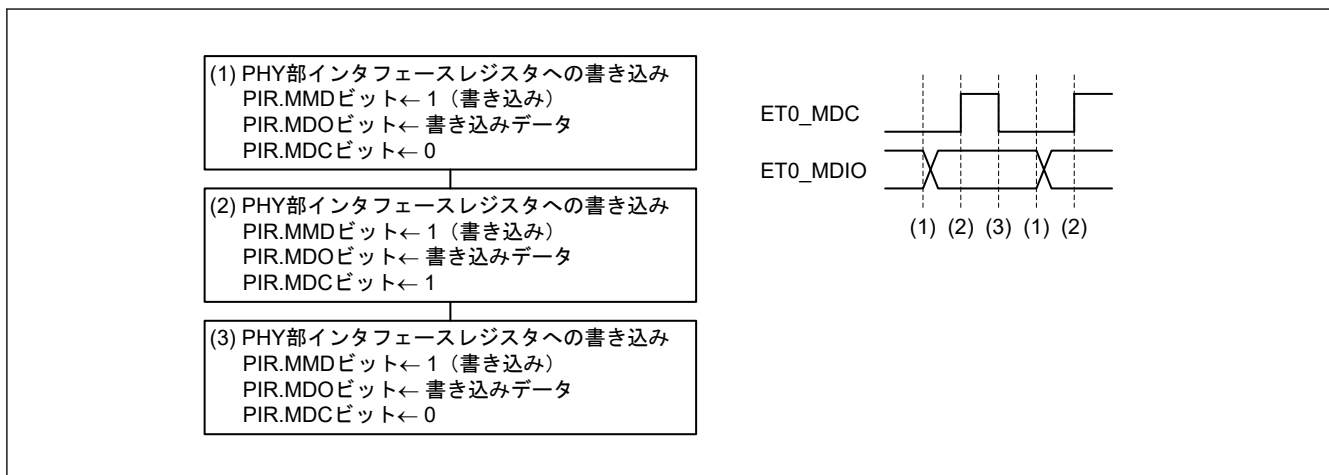 (1) PHY部インタフェースレジスタへの書き込み
PIR.MMDビット← 1（書き込み）
PIR.MDOビット← 書き込みデータ
PIR.MDCビット← 0
(2) PHY部インタフェースレジスタへの書き込み
PIR.MMDビット← 1（書き込み）
PIR.MDOビット← 書き込みデータ
PIR.MDCビット← 1
(3) PHY部インタフェースレジスタへの書き込み
PIR.MMDビット← 1（書き込み）
PIR.MDOビット← 書き込みデータ
PIR.MDCビット← 0
ET0_MDC
ET0_MDIO
(1) (2) (3) (1) (2)